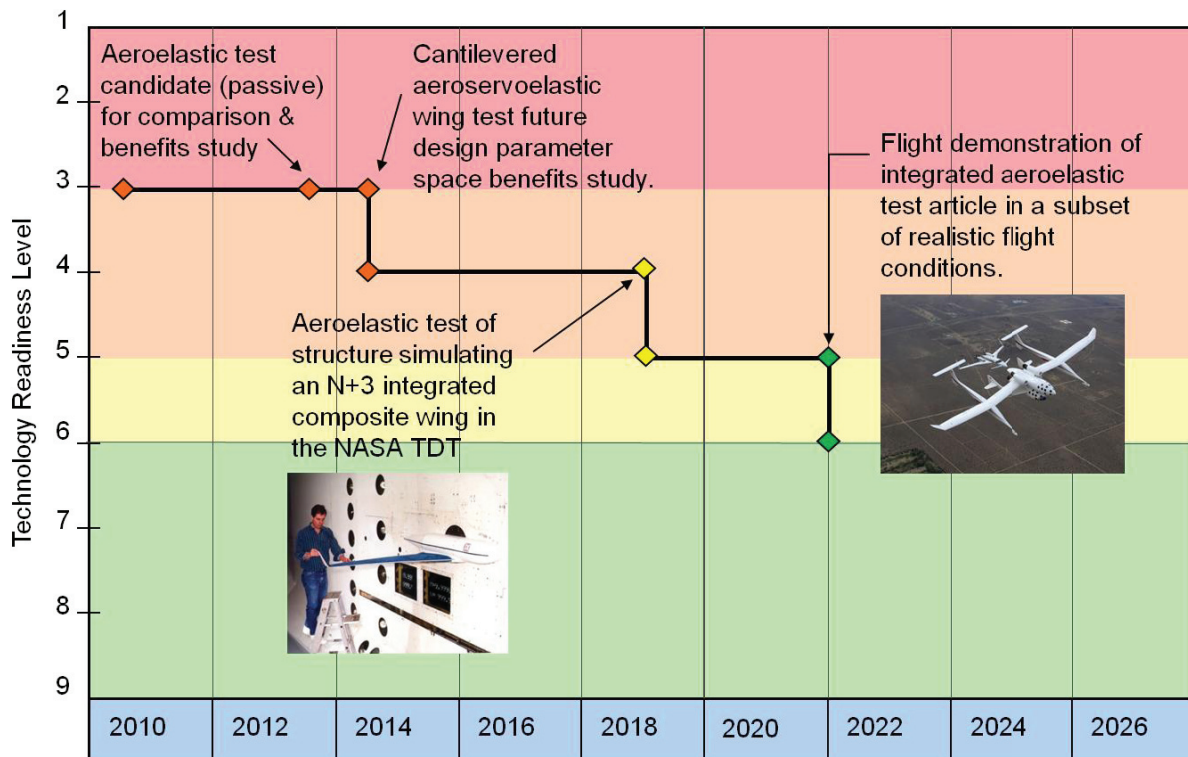 Technology Readiness Level
1
2
3
4
5
6
7
8
9
Aeroelastic test
candidate (passive)
for comparison &
benefits study
Cantilevered
aeroservoelastic
wing test future
design parameter
space benefits study.
Flight demonstration of
integrated aeroelastic
test article in a subset
of realistic flight
conditions.
Aeroelastic test of
structure simulating
an N+3 integrated
composite wing in
the NASA TDT
2010 2012 2014 2016 2018 2020 2022 2024 2026